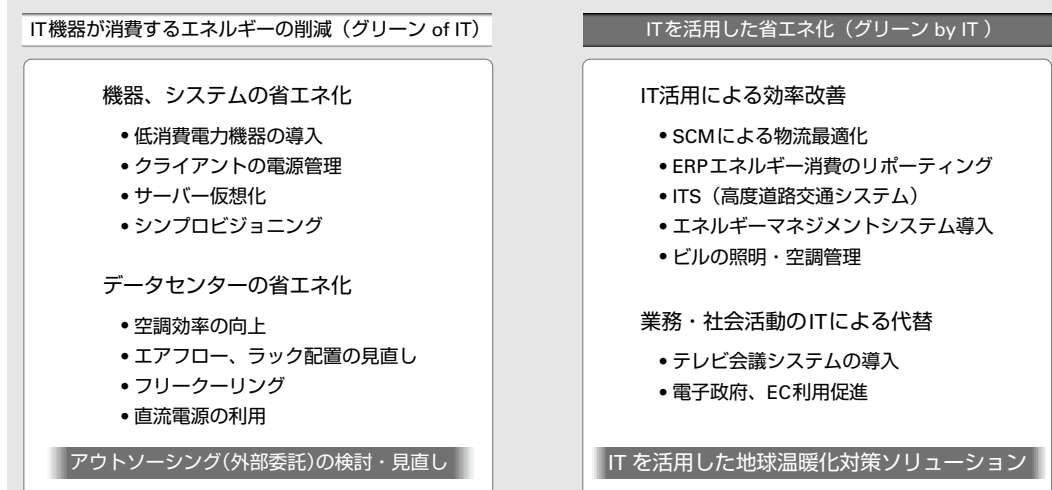 IT機器が消費するエネルギーの削減（グリーン of IT）
機器、システムの省エネ化
•低消費電力機器の導入
•クライアントの電源管理
•サーバー仮想化
•シンプロビジョニング
データセンターの省エネ化
•空調効率の向上
•エアフロー、ラック配置の見直し
•フリークーリング
•直流電源の利用
アウトソーシング（外部委託）の検討・見直し
ITを活用した省エネ化（グリーン by IT ）
IT活用による効率改善
•SCMによる物流最適化
•ERPエネルギー消費のリポーティング
•ITS（高度道路交通システム）
•エネルギーマネジメントシステム導入
•ビルの照明・空調管理
業務・社会活動のITによる代替
•テレビ会議システムの導入
•電子政府、EC利用促進
IT を活用した地球温暖化対策ソリューション